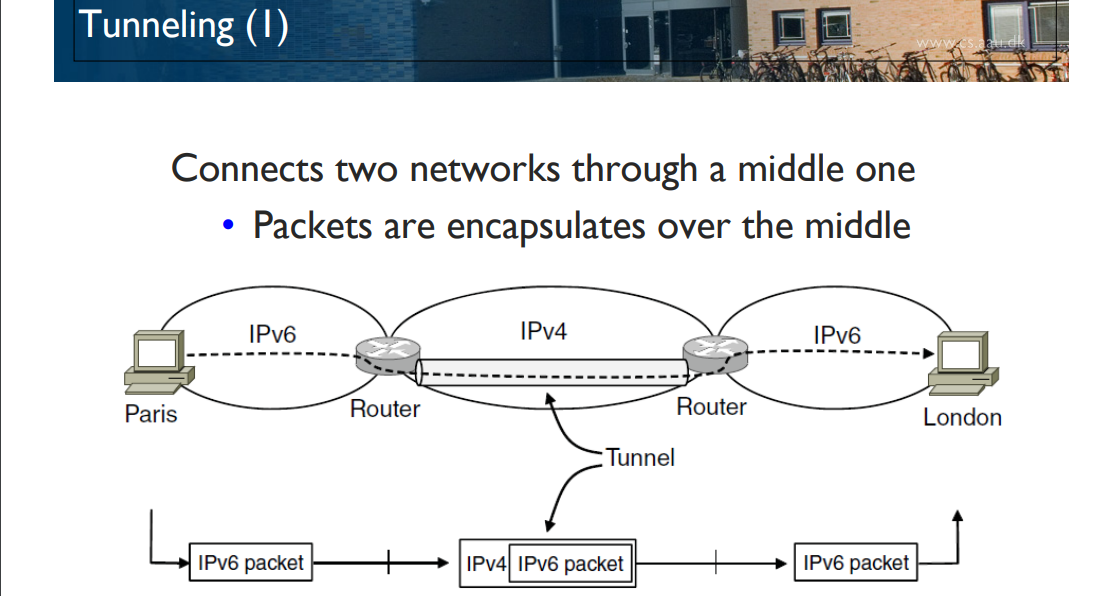 Tunneling (1)
www.cs.aau.dk
Connects two networks through a middle one
• Packets are encapsulates over the middle
IPv6
IPv4
IPv6
Paris
Router
Router
London
Tunnel
IPv6 packet
IPv4
IPv6 packet
IPv6 packet